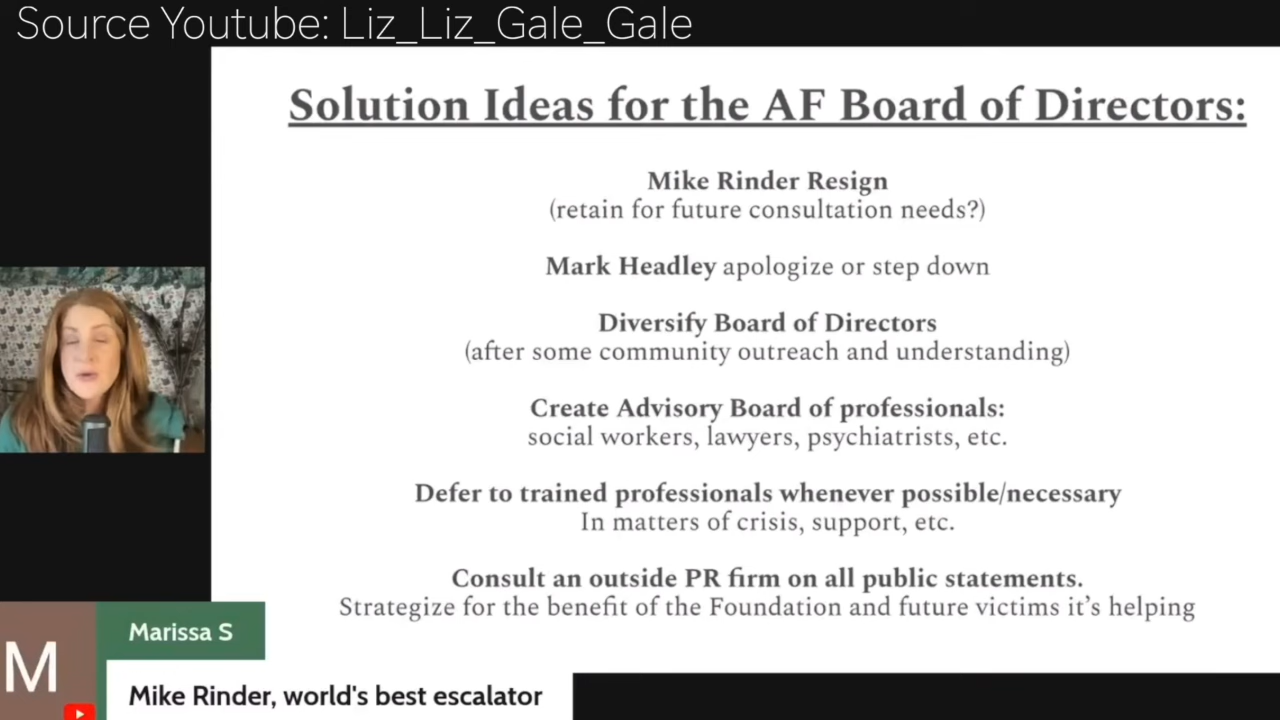 Source Youtube: Liz_Liz_Gale_Gale
Solution Ideas for the AF Board of Directors:
Mike Rinder Resign
(retain for future consultation needs?)
Mark Headley apologize or step down
Diversify Board of Directors
(after some community outreach and understanding)
Create Advisory Board of professionals:
social workers, lawyers, psychiatrists, etc.
Defer to trained professionals whenever possible/necessary
In matters of crisis, support, etc.
Consult an outside PR firm on all public statements.
Strategize for the benefit of the Foundation and future victims it's helping
M
Marissa S
Mike Rinder, world's best escalator